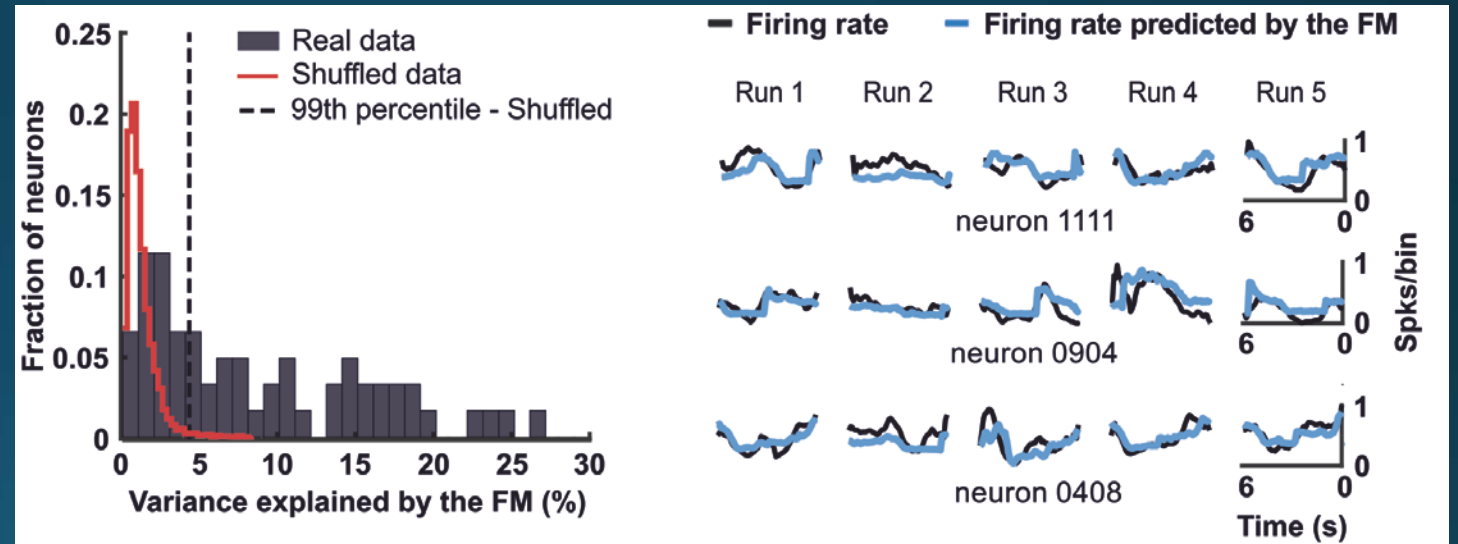 0.25
0.2
0.15
0.1
0.05
0
Fraction of neurons
Real data
Shuffled data
99th percentile - Shuffled
0 5 10 15 20 25 30
Variance explained by the FM (%)
Firing rate Firing rate predicted by the FM
Run 1 Run 2 Run 3 Run 4 Run 5
1
0
neuron 1111
6 0
1
0
neuron 0904
6 0
Spks/bin
1
0
neuron 0408
6 0
Time (s)